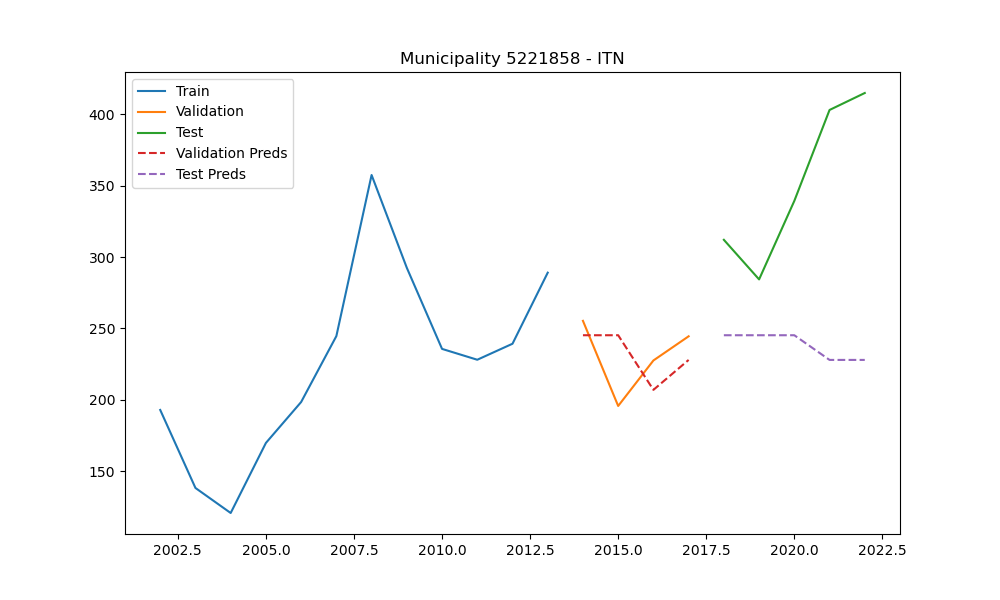 Municipality 5221858 - ITN
Train
Validation
Test
Validation Preds
Test Preds
400
350
300
250
200
150
2002.5 2005.0 2007.5 2010.0 2012.5 2015.0 2017.5 2020.0 2022.5